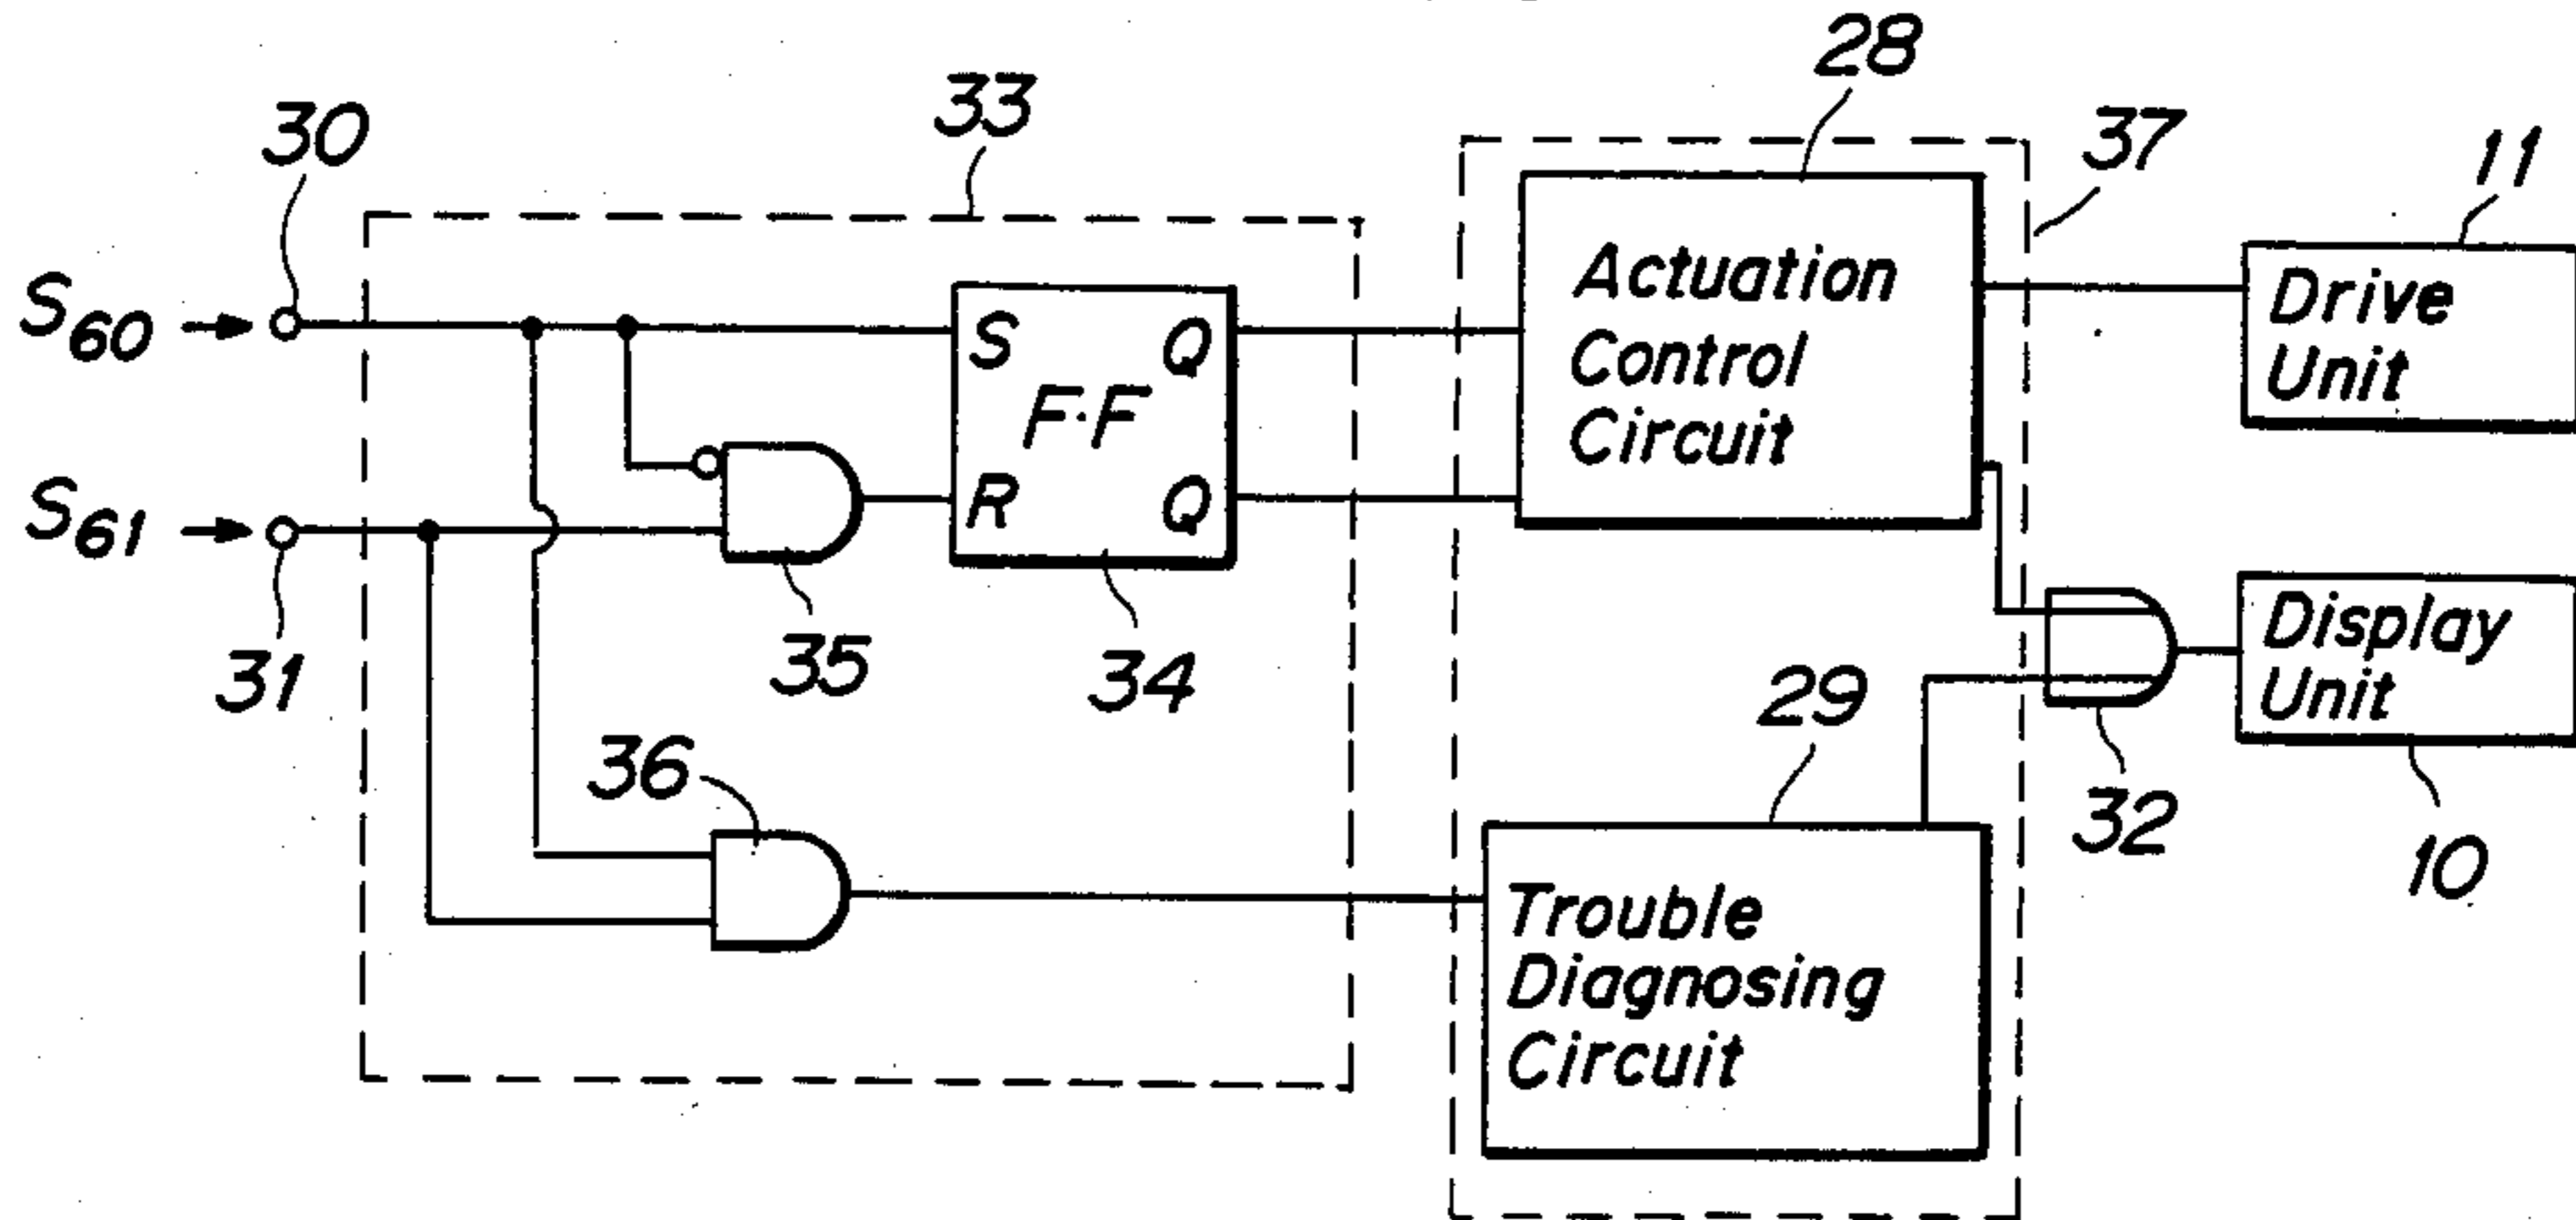 28
33
30
37
11
S60
S
Q
F·F
R
Q
Actuation
Control
Circuit
Drive
Unit
S61
31
35
34
36
29
Display
Unit
32
10
Trouble
Diagnosing
Circuit